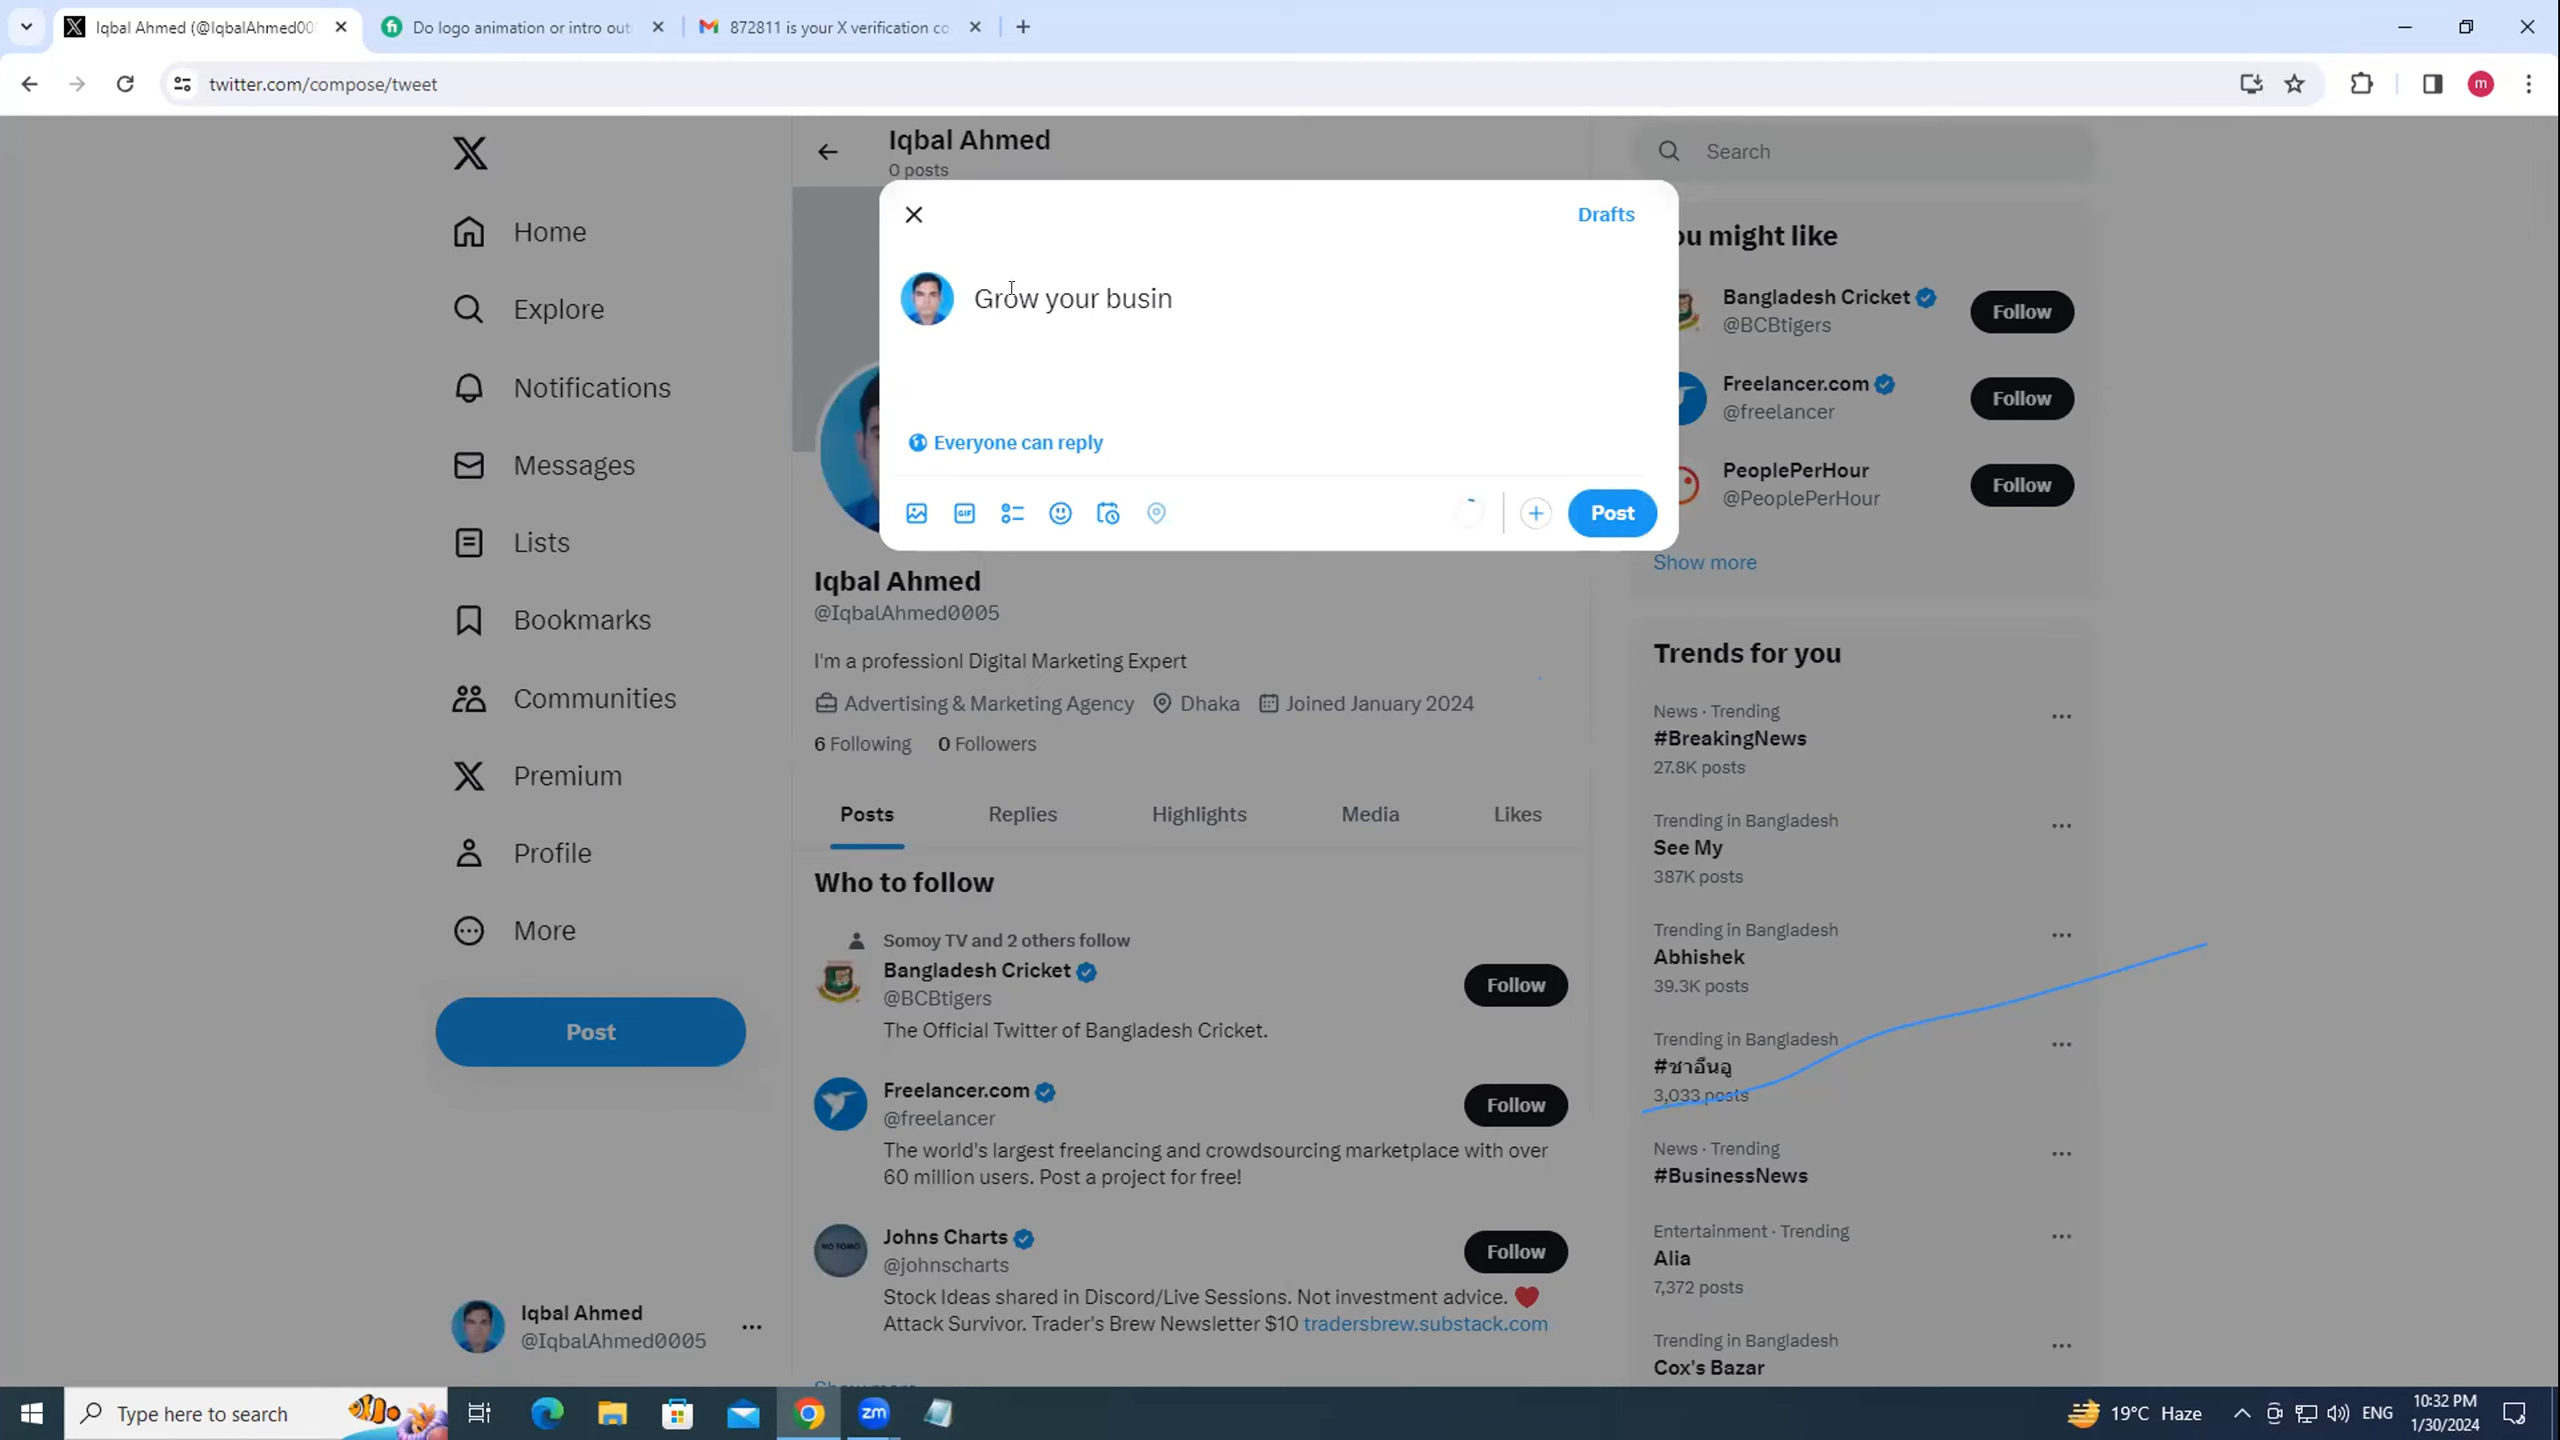 Iqbal Ahmed (@IqbalAhmed00
Do logo animation or intro out
872811 is your X verification co
twitter.com/compose/tweet
m
Home
Explore
Notifications
Messages
Lists
Bookmarks
Communities
Premium
Profile
More
Post
Iqbal Ahmed
@IqbalAhmed0005
Iqbal Ahmed
0 posts
Drafts
Grow your busin
Everyone can reply
GIF
Post
Iqbal Ahmed
@IqbalAhmed0005
I'm a professionl Digital Marketing Expert
Advertising & Marketing Agency Dhaka Joined January 2024
6 Following 0 Followers
Posts Replies Highlights Media Likes
Who to follow
Somoy TV and 2 others follow
Bangladesh Cricket
@BCBtigers
Follow
The Official Twitter of Bangladesh Cricket.
Freelancer.com
@freelancer
Follow
The world's largest freelancing and crowdsourcing marketplace with over
60 million users. Post a project for free!
NO FOMO
Johns Charts
@johnscharts
Follow
Stock Ideas shared in Discord/Live Sessions. Not investment advice. ❤️
Attack Survivor. Trader's Brew Newsletter $10 tradersbrew.substack.com
Search
ou might like
Bangladesh Cricket
@BCBtigers
Follow
Freelancer.com
@freelancer
Follow
PeoplePerHour
@PeoplePerHour
Follow
Show more
Trends for you
News · Trending
#BreakingNews
27.8K posts
Trending in Bangladesh
See My
387K posts
Trending in Bangladesh
Abhishek
39.3K posts
Trending in Bangladesh
#ชาอึนอู
3,033 posts
News · Trending
#BusinessNews
Entertainment · Trending
Alia
7,372 posts
Trending in Bangladesh
Cox's Bazar
Type here to search
zm
19°C Haze
ENG
10:32 PM
1/30/2024